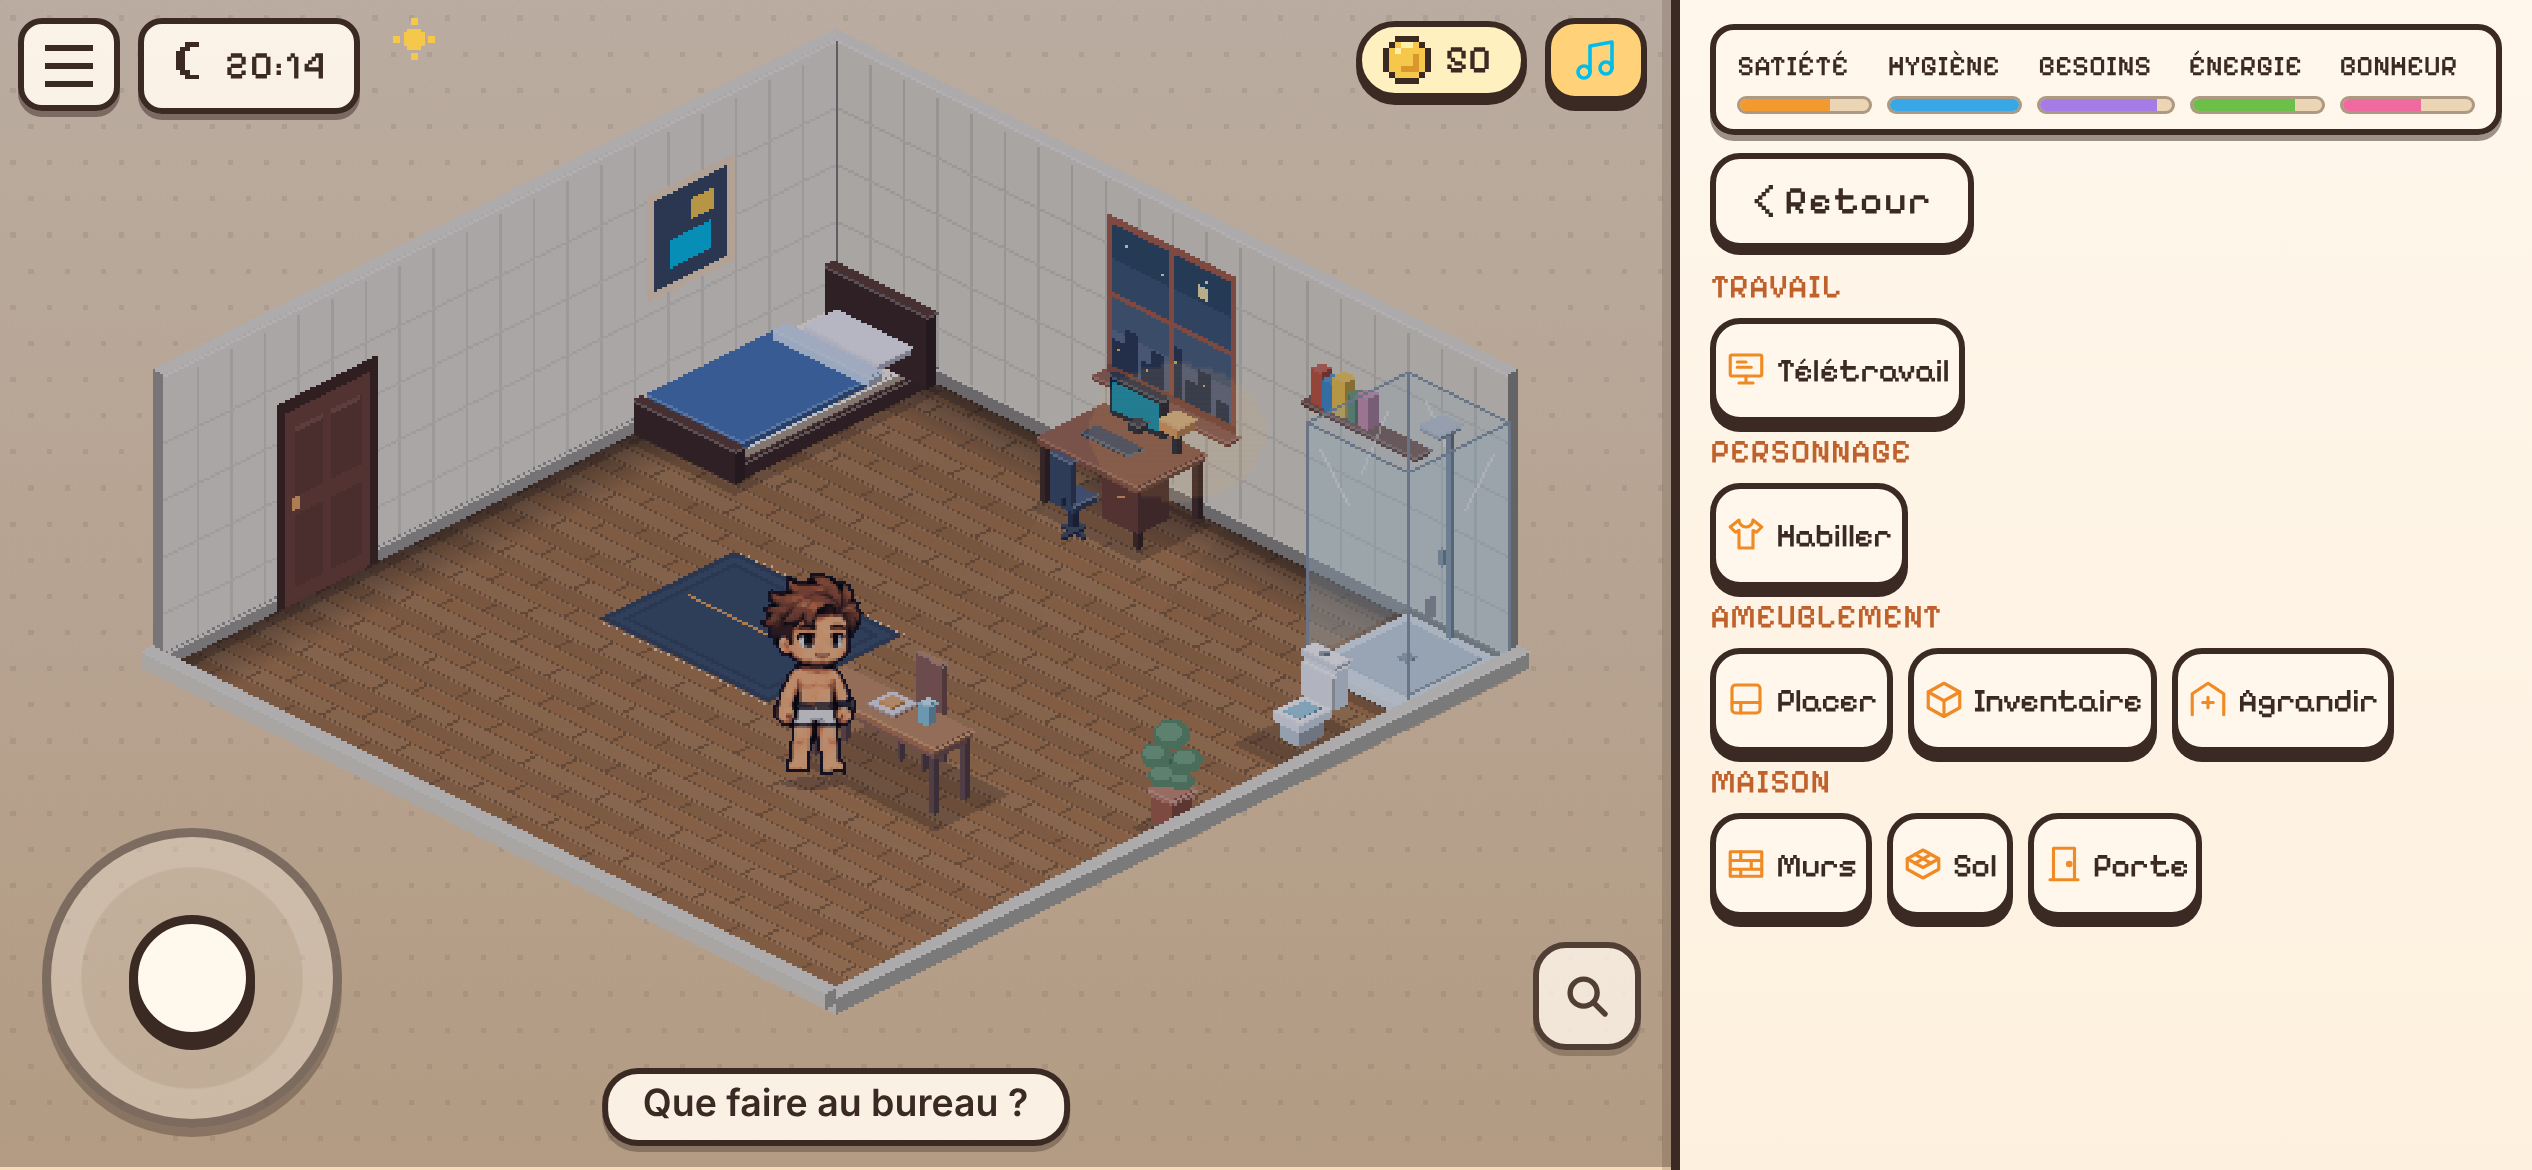 20:14
80
SATIÉTÉ HYGIÈNE BESOINS ÉNERGIE BONHEUR
Retour
TRAVAIL
Télétravail
PERSONNAGE
Habiller
AMEUBLEMENT
Placer Inventaire Agrandir
MAISON
Murs Sol Porte
Que faire au bureau ?